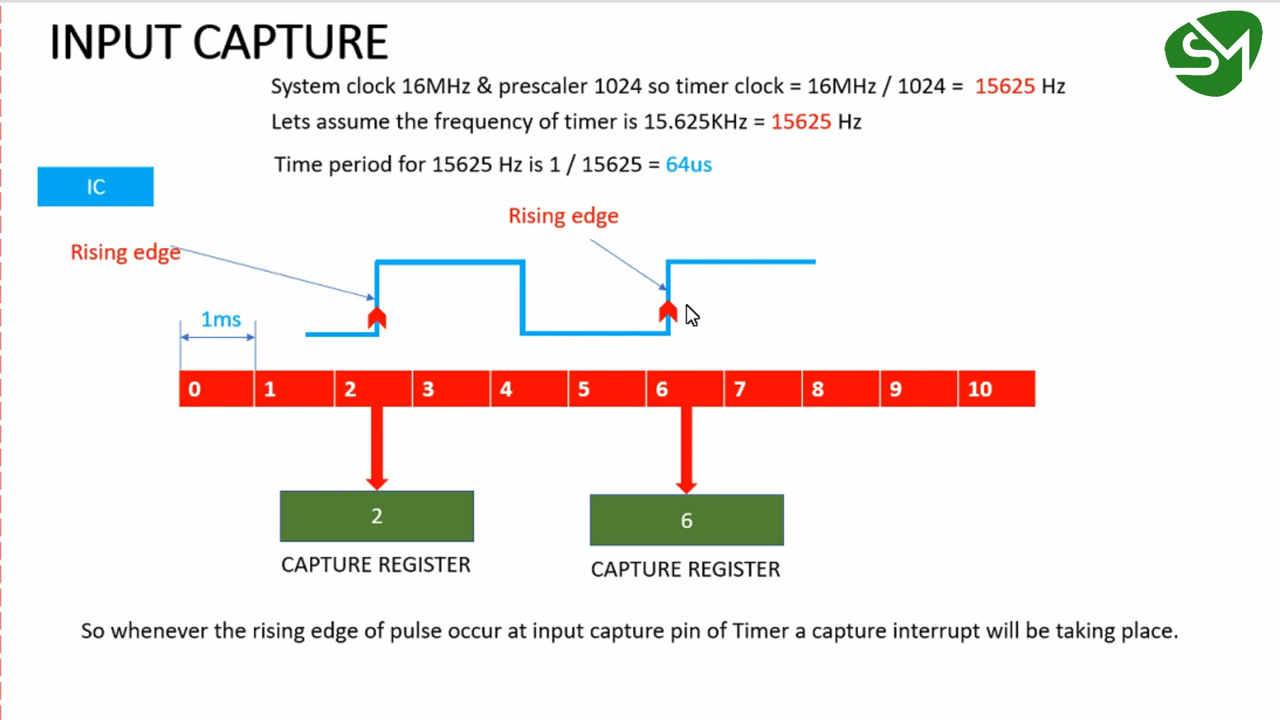 INPUT CAPTURE
SM
System clock 16MHz & prescaler 1024 so timer clock = 16MHz / 1024 = 15625 Hz
Lets assume the frequency of timer is 15.625KHz = 15625 Hz
Time period for 15625 Hz is 1 / 15625 = 64us
IC
Rising edge
Rising edge
1ms
0 1 2 3 4 5 6 7 8 9 10
2
6
CAPTURE REGISTER
CAPTURE REGISTER
So whenever the rising edge of pulse occur at input capture pin of Timer a capture interrupt will be taking place.